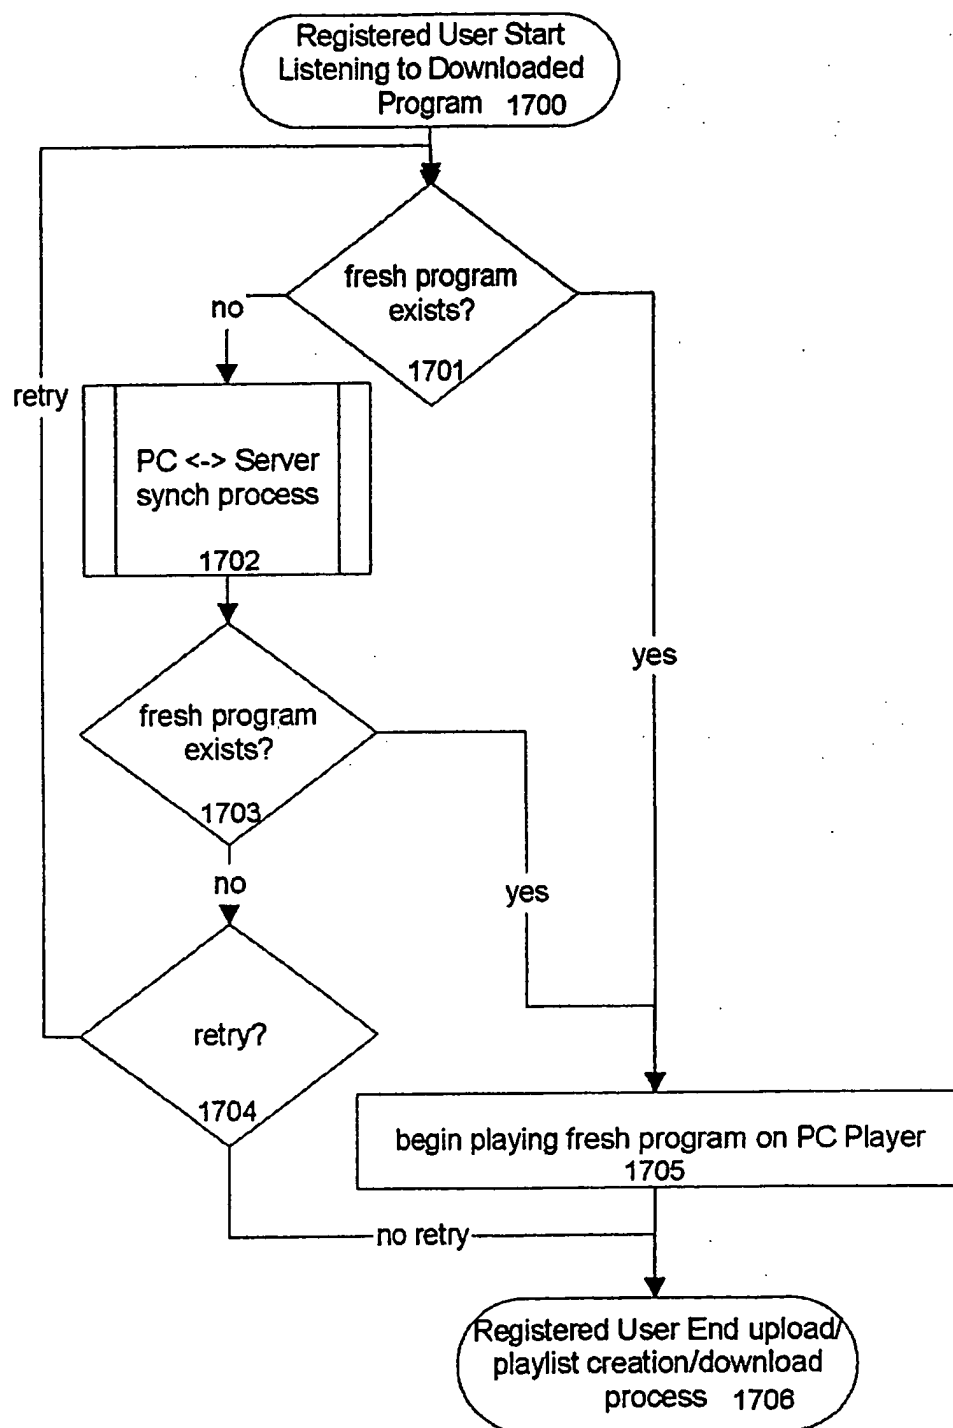 Registered User Start
Listening to Downloaded
Program 1700
fresh program
exists?
1701
no
retry
PC <-> Server
synch process
1702
yes
fresh program
exists?
1703
no
yes
retry?
1704
begin playing fresh program on PC Player
1705
no retry
Registered User End upload/
playlist creation/download
process 1706